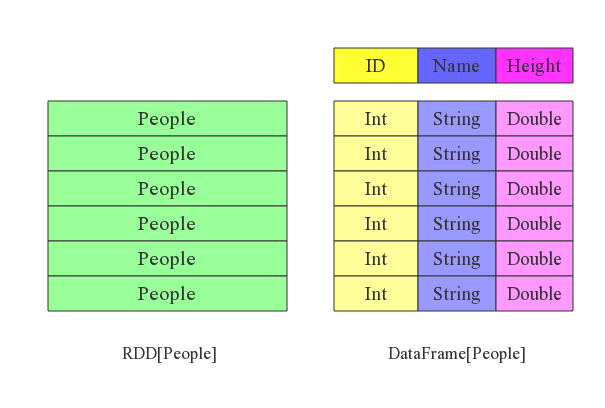 ID Name Height
People Int String Double
People Int String Double
People Int String Double
People Int String Double
People Int String Double
People Int String Double
RDD[People] DataFrame[People]